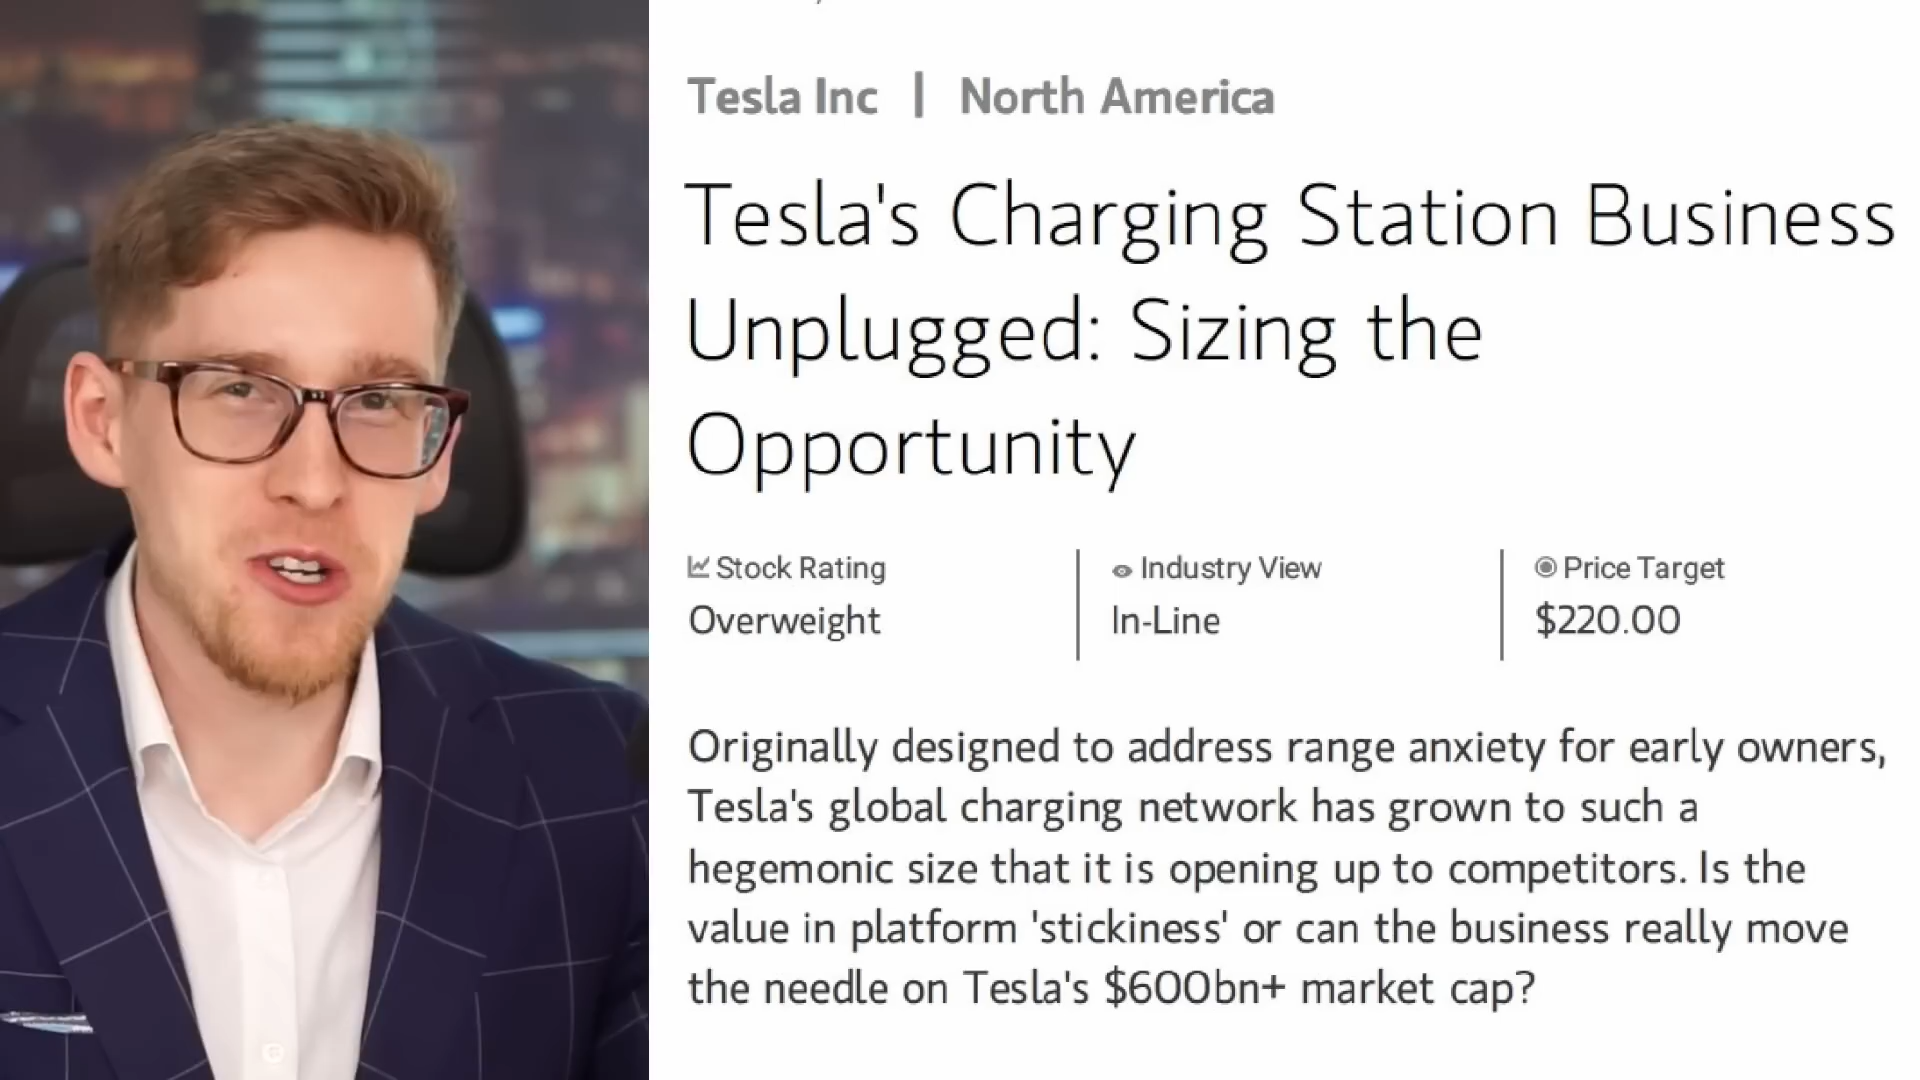 Tesla Inc | North America
Tesla's Charging Station Business
Unplugged: Sizing the
Opportunity
Stock Rating
Overweight
Industry View
In-Line
Price Target
$220.00
Originally designed to address range anxiety for early owners,
Tesla's global charging network has grown to such a
hegemonic size that it is opening up to competitors. Is the
value in platform 'stickiness' or can the business really move
the needle on Tesla's $600bn+ market cap?